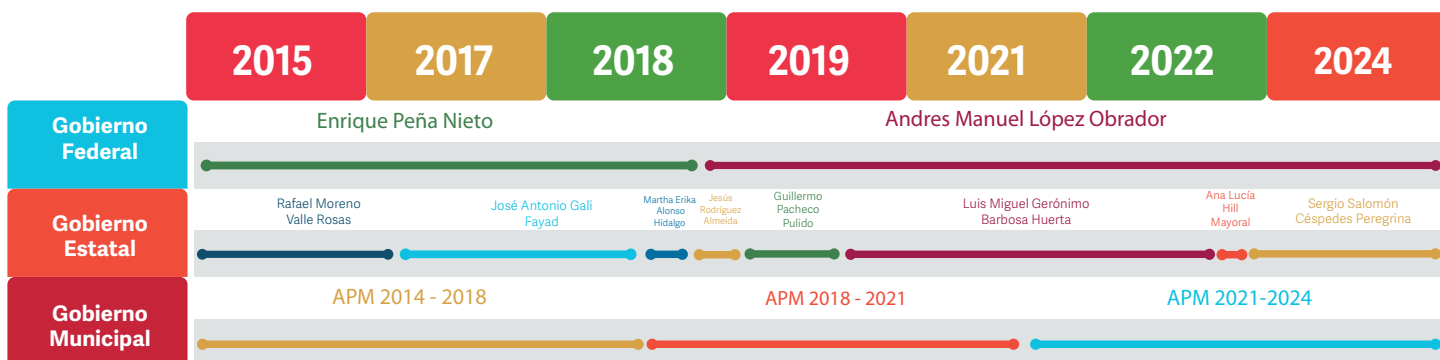 2015 2017 2018 2019 2021 2022 2024
Gobierno
Federal
Enrique Peña Nieto
Andres Manuel López Obrador
Gobierno
Estatal
Rafael Moreno
Valle Rosas
José Antonio Gali
Fayad
Martha Erika
Alonso
Hidalgo
Jesús
Rodríguez
Almeida
Guillermo
Pacheco
Pulido
Luis Miguel Gerónimo
Barbosa Huerta
Ana Lucía
Hill
Mayoral
Sergio Salomón
Céspedes Peregrina
Gobierno
Municipal
APM 2014 - 2018
APM 2018 - 2021
APM 2021-2024